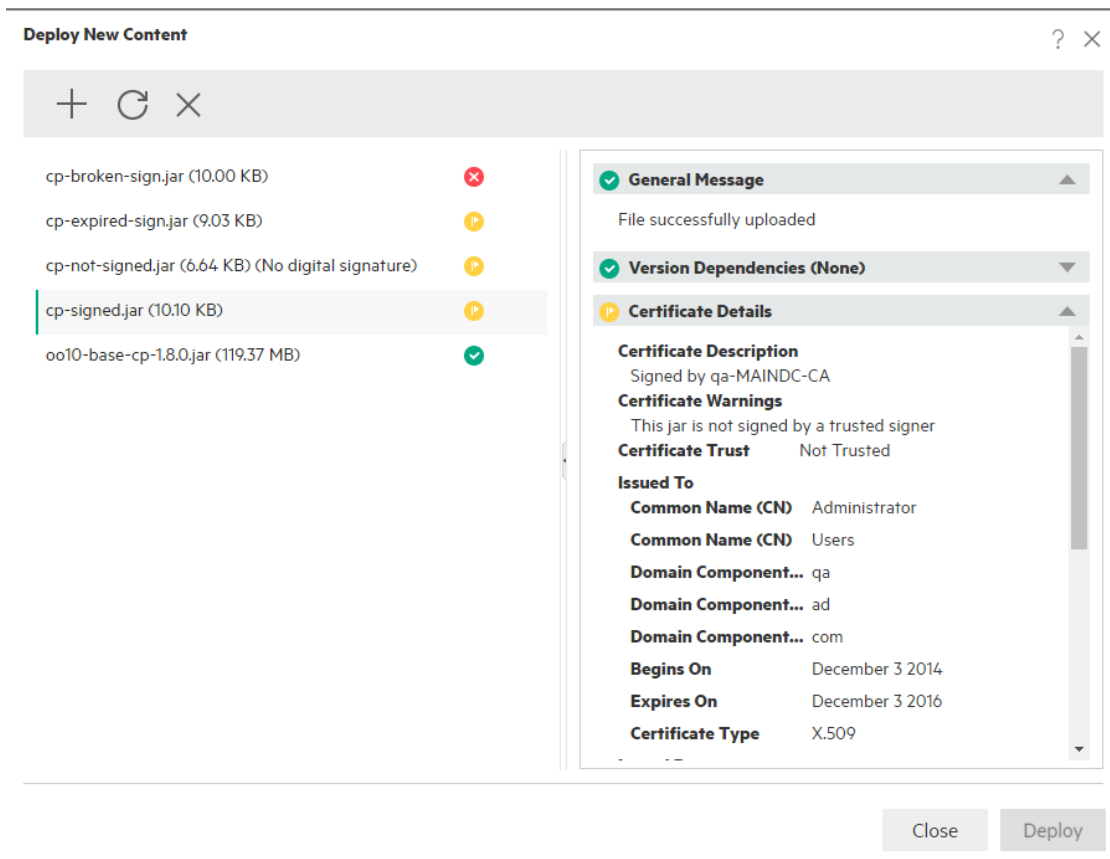 Deploy New Content
?
cp-broken-sign.jar (10.00 KB)
cp-expired-sign.jar (9.03 KB)
cp-not-signed.jar (6.64 KB) (No digital signature)
cp-signed.jar (10.10 KB)
oo10-base-cp-1.8.0.jar (119.37 MB)
General Message
File successfully uploaded
Version Dependencies (None)
Certificate Details
Certificate Description
Signed by qa-MAINDC-CA
Certificate Warnings
This jar is not signed by a trusted signer
Certificate Trust Not Trusted
Issued To
Common Name (CN) Administrator
Common Name (CN) Users
Domain Component... qa
Domain Component... ad
Domain Component... com
Begins On December 3 2014
Expires On December 3 2016
Certificate Type X.509
Close Deploy